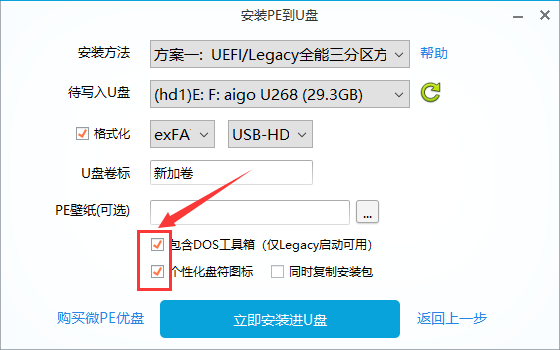 安装PE到U盘
安装方法 方案一: UEFI/Legacy全能三分区方 帮助
待写入U盘 (hd1)E: F: aigo U268 (29.3GB)
格式化 exFA USB-HD
U盘卷标 新加卷
PE壁纸(可选) ...
包含DOS工具箱（仅Legacy启动可用）
个性化盘符图标 同时复制安装包
购买微PE优盘 立即安装进U盘 返回上一步